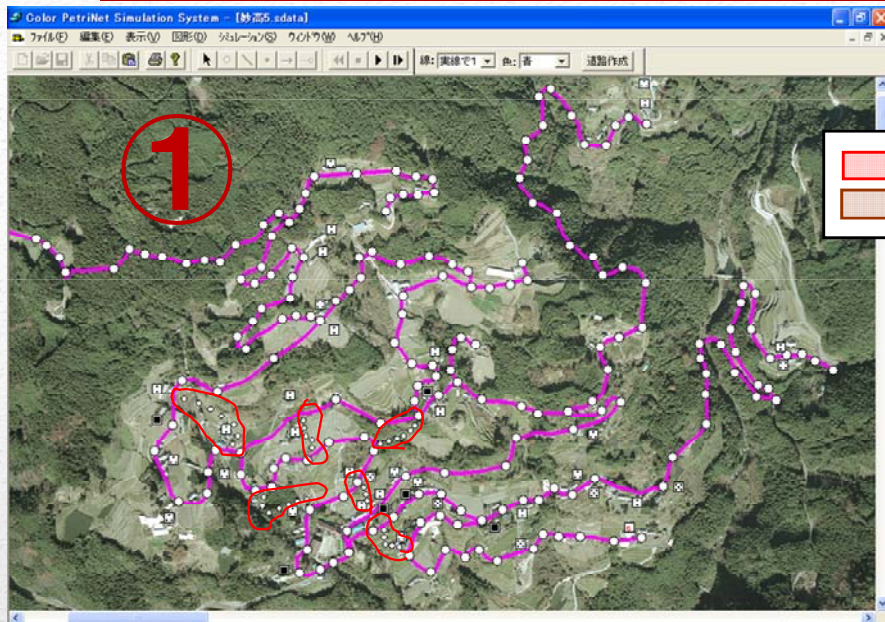 Color PetriNet Simulation System - [妙高5.sdata]
ファイル(F) 編集(E) 表示(V) 図形(D) シミュレーション(S) ウィンドウ(W) ヘルプ(H)
線: 実線で1 色: 青 道路作成
①